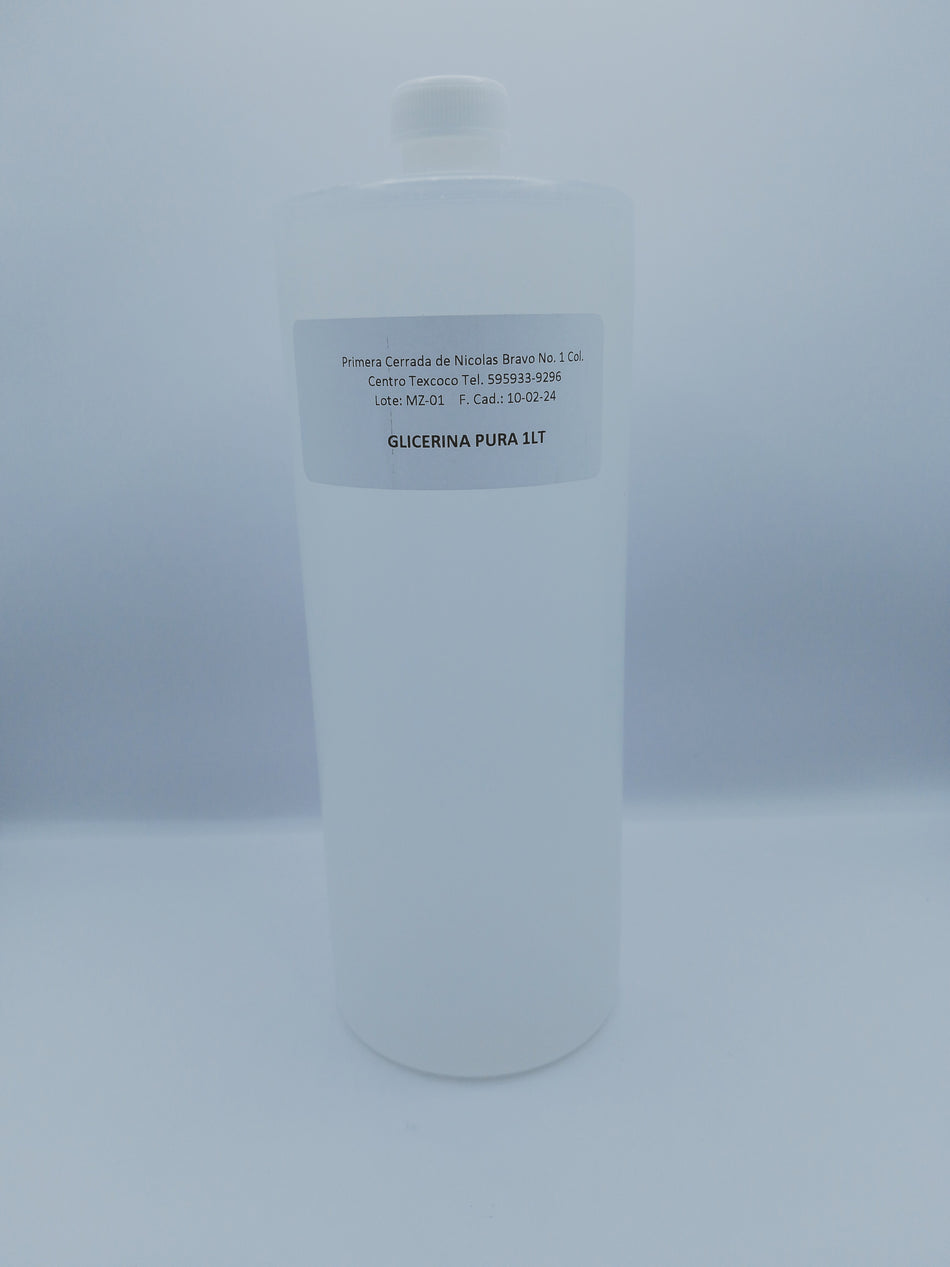 Primera Cerrada de Nicolas Bravo No. 1 Col.
Centro Texcoco Tel. 595933-9296
Lote: MZ-01 F. Cad.: 10-02-24
GLICERINA PURA 1LT